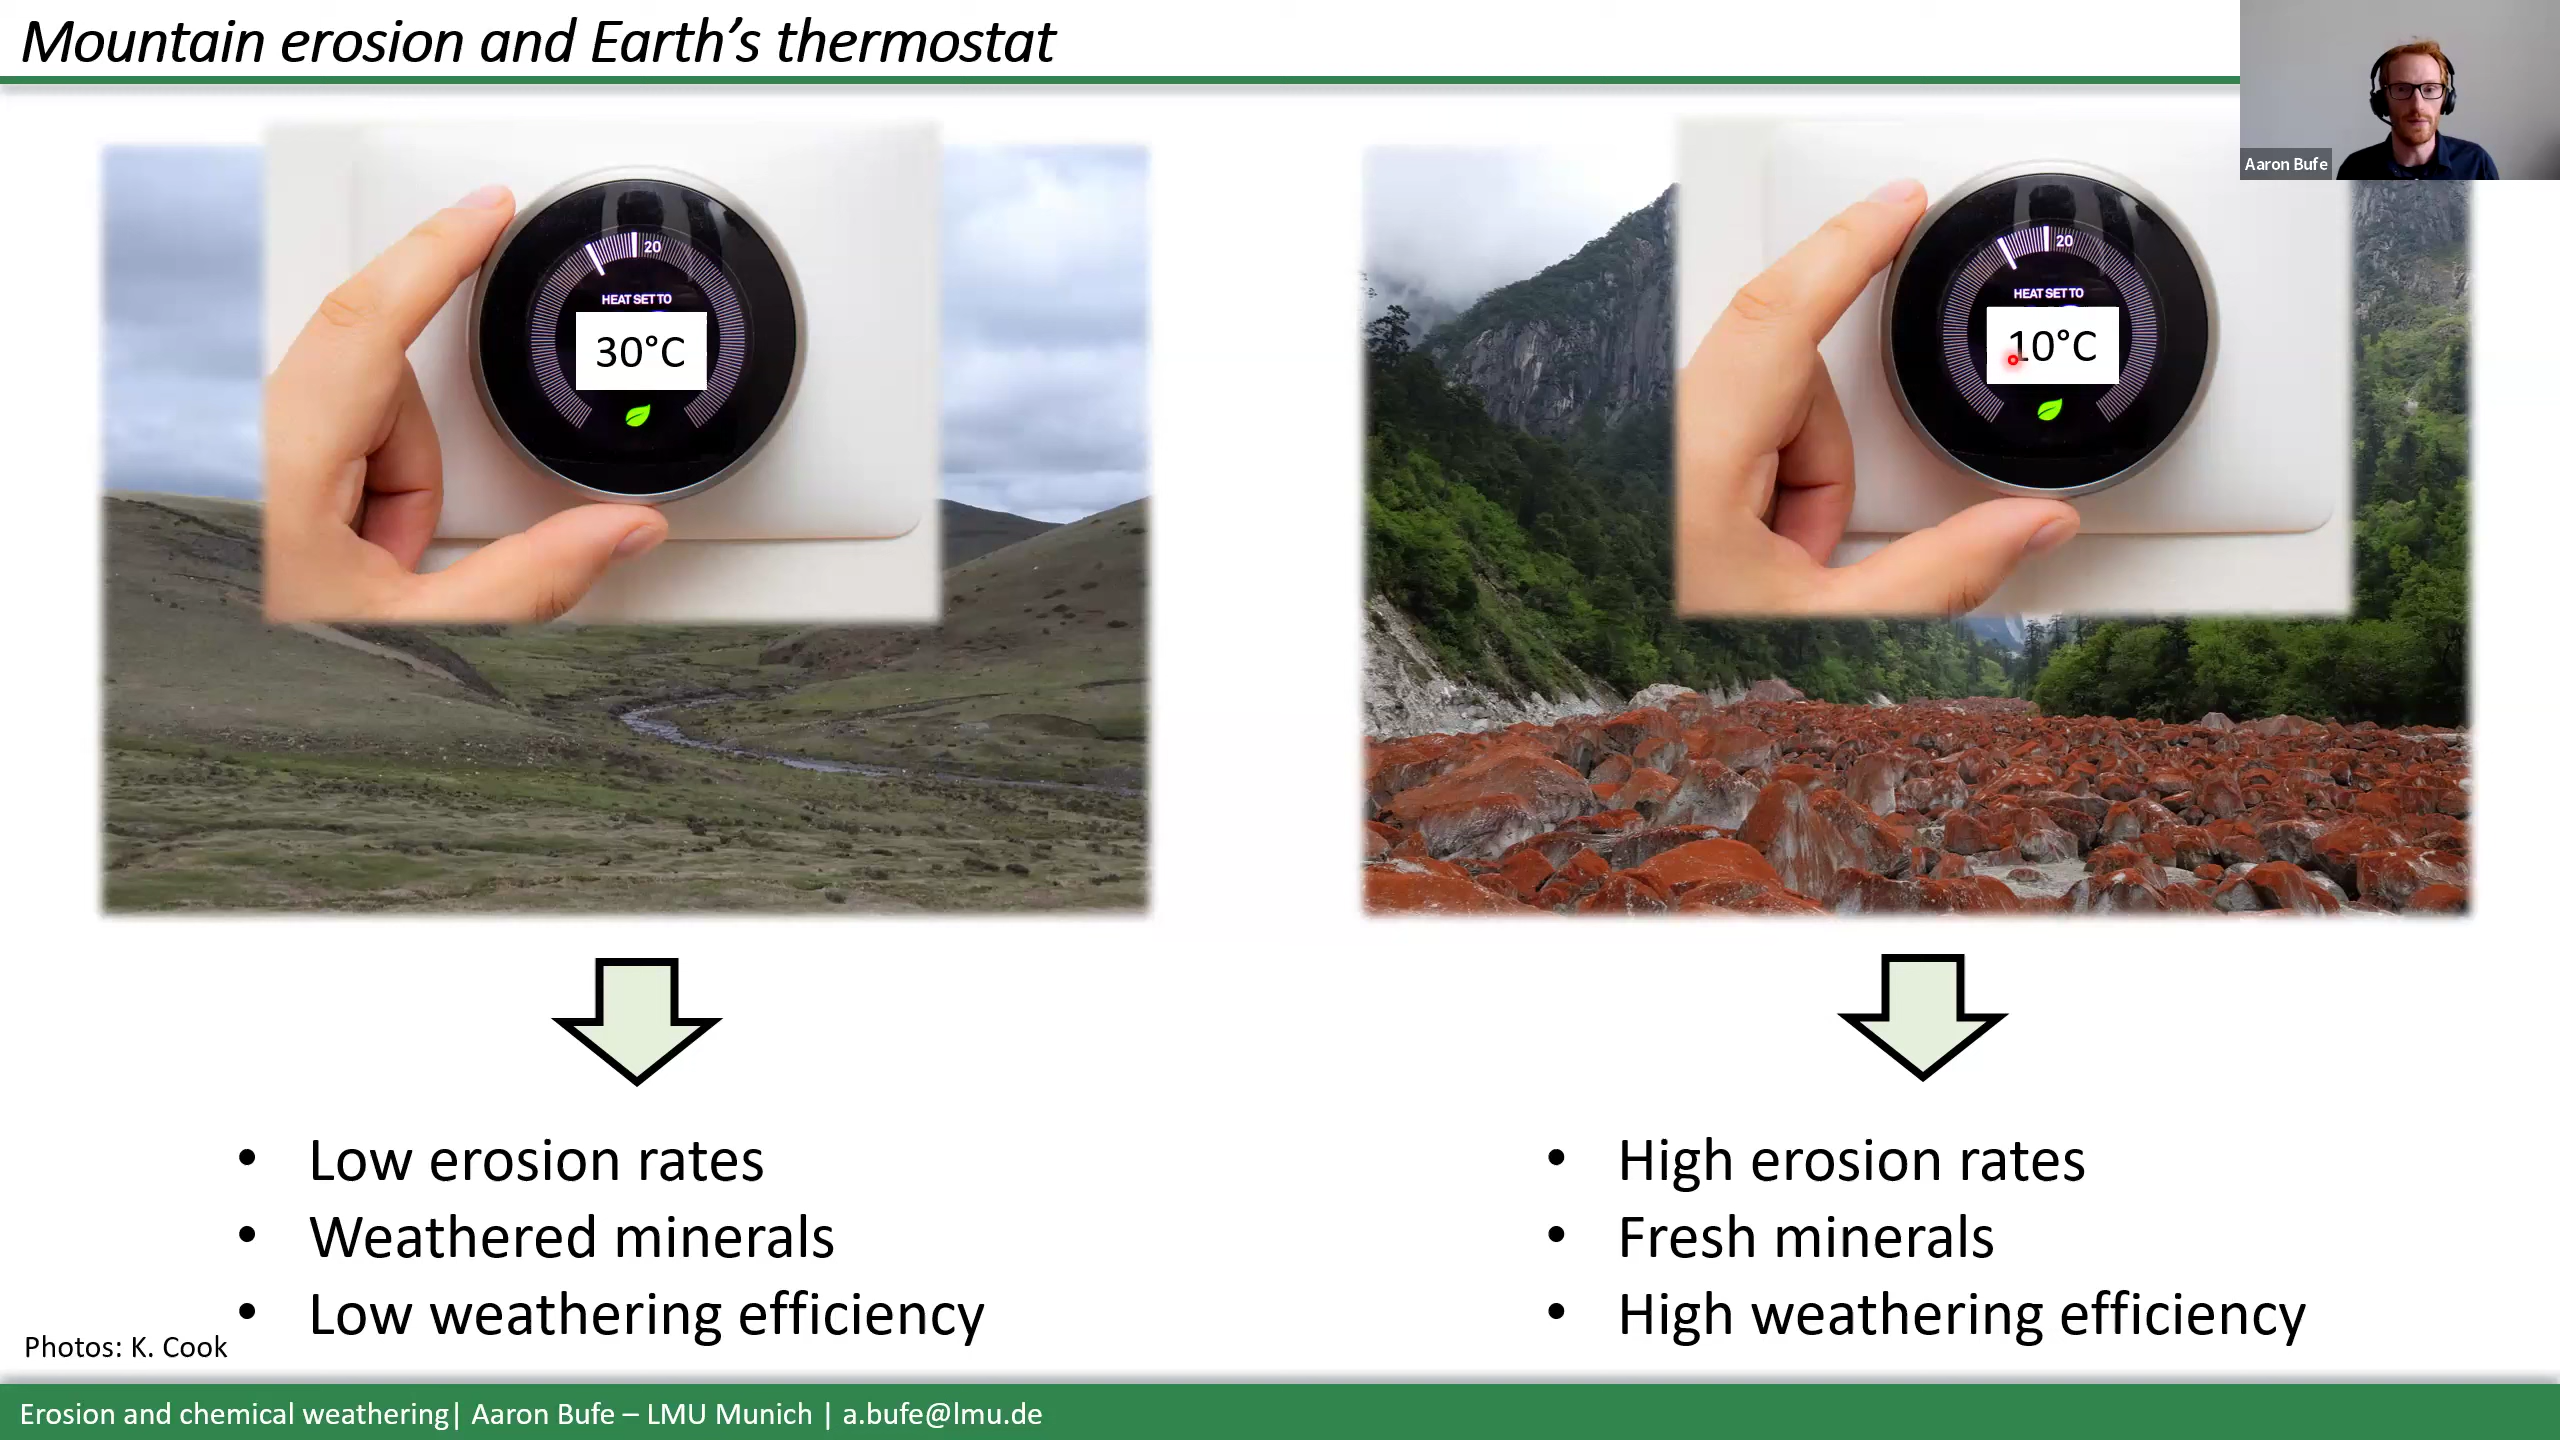 Mountain erosion and Earth's thermostat
Aaron Bufe
20
HEAT SET TO
30°C
20
HEAT SET TO
10°C
• Low erosion rates
• Weathered minerals
• Low weathering efficiency
• High erosion rates
• Fresh minerals
• High weathering efficiency
Photos: K. Cook
Erosion and chemical weathering| Aaron Bufe – LMU Munich | a.bufe@lmu.de